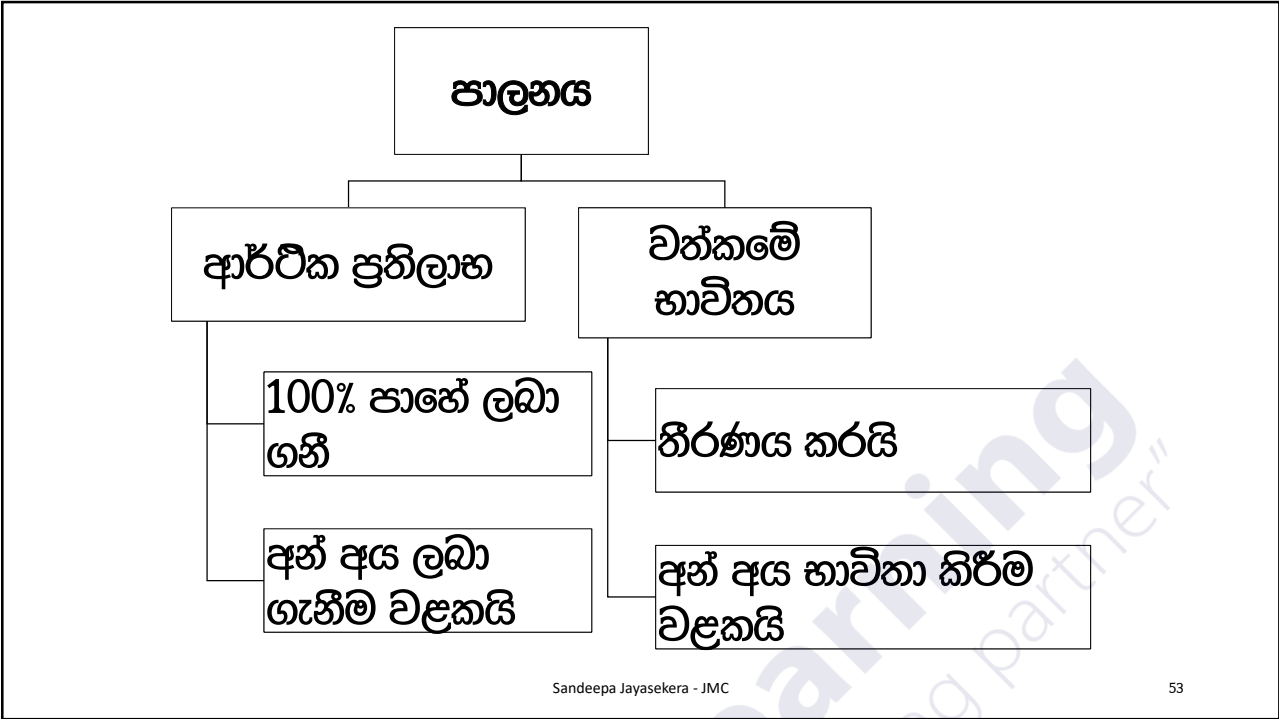 පාලනය
ආර්ථික ප්‍රතිලාභ
වත්කමේ
භාවිතය
100% පාහේ ලබා
ගනී
අන් අය ලබා
ගැනීම වළකයි
තීරණය කරයි
අන් අය භාවිතා කිරීම
වළකයි
Sandeepa Jayasekera - JMC
53
partner”